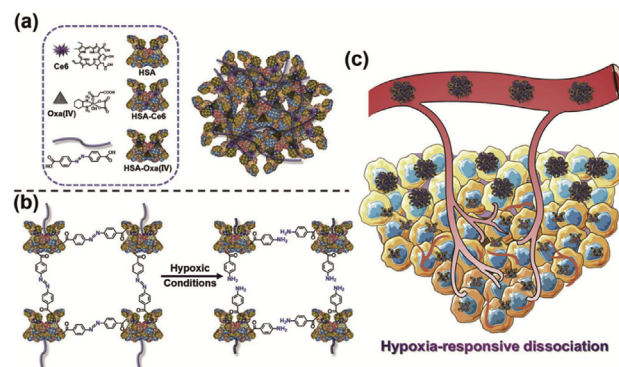 (a)
Ce6
HSA
Oxa(IV)
HSA-Ce6
HSA-Oxa(IV)
(b)
Hypoxic
Conditions
(c)
Hypoxia-responsive dissociation